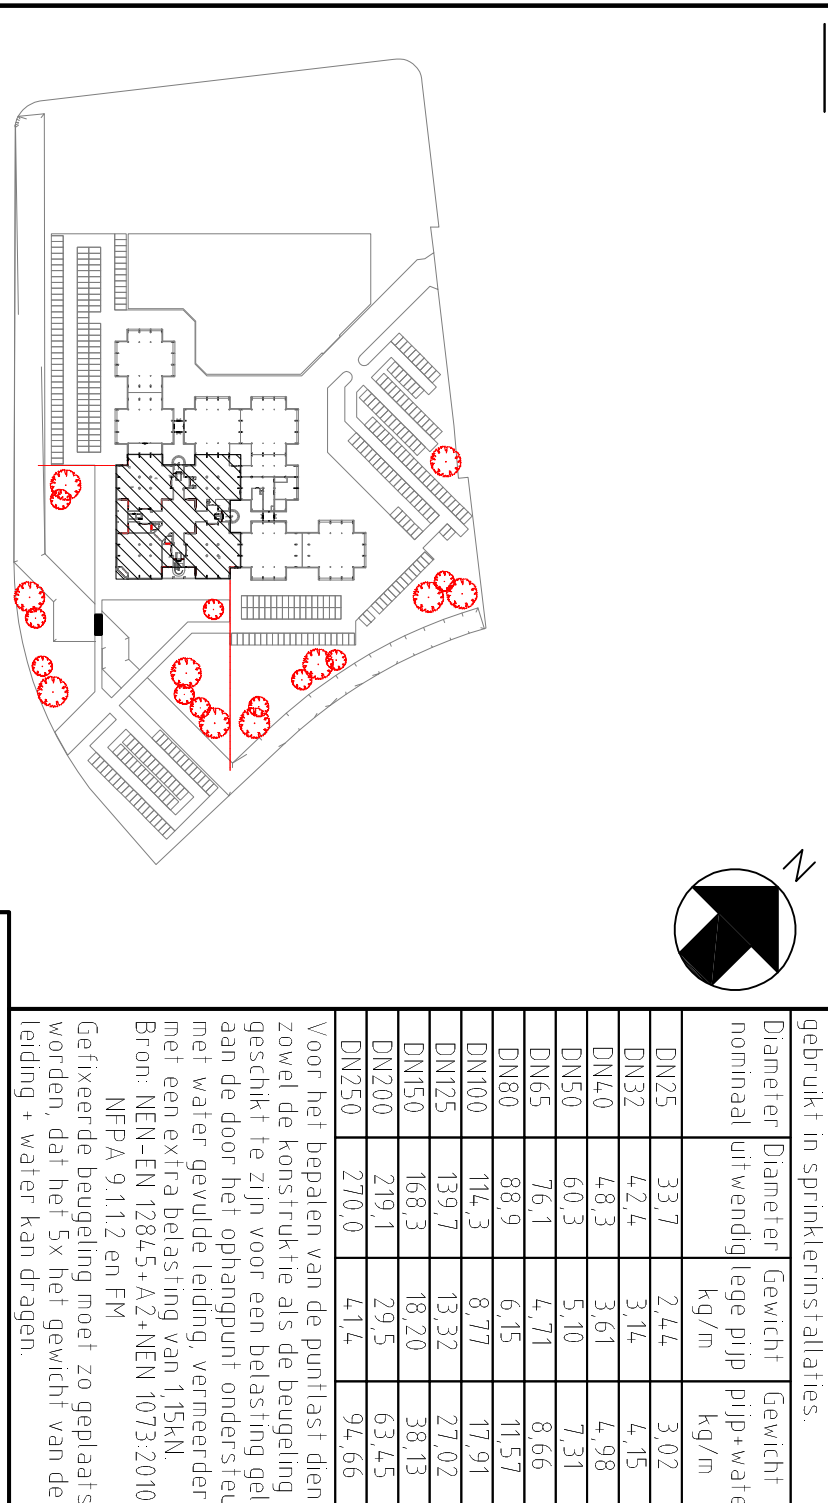 N
gebruikt in sprinklerinstallaties.
Diameter nominaal Diameter uitwendig Gewicht lege pijp kg/m Gewicht kg/m
DN25 33,7 2,44 3,02
DN32 42,4 3,14 4,15
DN40 48,3 3,61 4,98
DN50 60,3 5,10 7,31
DN65 76,1 4,71 8,66
DN80 88,9 6,15 11,57
DN100 114,3 8,77 17,91
DN125 139,7 13,32 27,02
DN150 168,3 18,20 38,13
DN200 219,1 29,5 63,45
DN250 270,0 41,4 94,66
Voor het bepalen van de puntlast dien
zowel de konstruktie als de beugeling
geschikt te zijn voor een belasting gel
aan de door het ophangpunt ondersteu
met water gevulde leiding, vermeerder
met een extra belasting van 1,15kN.
Bron: NEN-EN 12845+A2+NEN 1073:2010
NFPA 9.1.1.2 en FM
Gefixeerde beugeling moet zo geplaats
worden, dat het 5x het gewicht van de
leiding + water kan dragen.